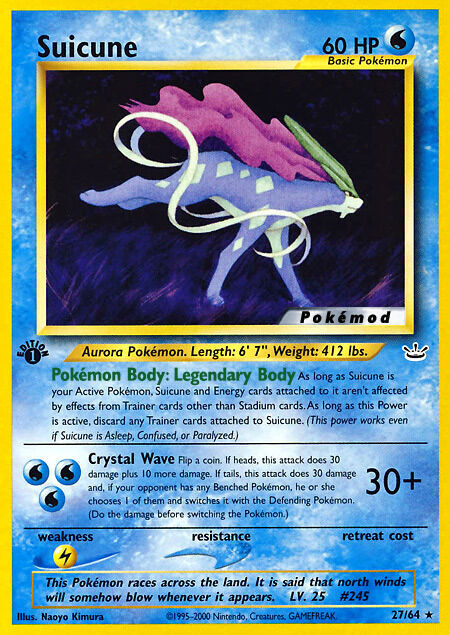 Suicune
60 HP
Basic Pokémon
Pokémod
EDITION
1
Aurora Pokémon. Length: 6' 7", Weight: 412 lbs.
Pokémon Body: Legendary Body As long as Suicune is
your Active Pokémon, Suicune and Energy cards attached to it aren't affected
by effects from Trainer cards other than Stadium cards. As long as this Power
is active, discard any Trainer cards attached to Suicune. (This power works even
if Suicune is Asleep, Confused, or Paralyzed.)
Crystal Wave Flip a coin. If heads, this attack does 30
damage plus 10 more damage. If tails, this attack does 30 damage
and, if your opponent has any Benched Pokémon, he or she
chooses 1 of them and switches it with the Defending Pokémon.
(Do the damage before switching the Pokémon.)
30+
weakness
resistance
retreat cost
This Pokémon races across the land. It is said that north winds
will somehow blow whenever it appears. LV. 25 #245
Illus. Naoyo Kimura
©1995-2000 Nintendo, Creatures, GAMEFREAK.
27/64 ★